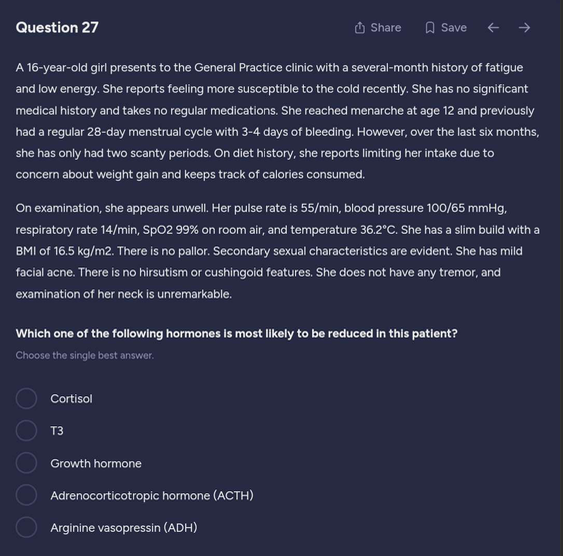 Question 27
Share
Save
A 16-year-old girl presents to the General Practice clinic with a several-month history of fatigue
and low energy. She reports feeling more susceptible to the cold recently. She has no significant
medical history and takes no regular medications. She reached menarche at age 12 and previously
had a regular 28-day menstrual cycle with 3-4 days of bleeding. However, over the last six months,
she has only had two scanty periods. On diet history, she reports limiting her intake due to
concern about weight gain and keeps track of calories consumed.
On examination, she appears unwell. Her pulse rate is 55/min, blood pressure 100/65 mmHg,
respiratory rate 14/min, SpO2 99% on room air, and temperature 36.2°C. She has a slim build with a
BMI of 16.5 kg/m2. There is no pallor. Secondary sexual characteristics are evident. She has mild
facial acne. There is no hirsutism or cushingoid features. She does not have any tremor, and
examination of her neck is unremarkable.
Which one of the following hormones is most likely to be reduced in this patient?
Choose the single best answer.
Cortisol
T3
Growth hormone
Adrenocorticotropic hormone (ACTH)
Arginine vasopressin (ADH)